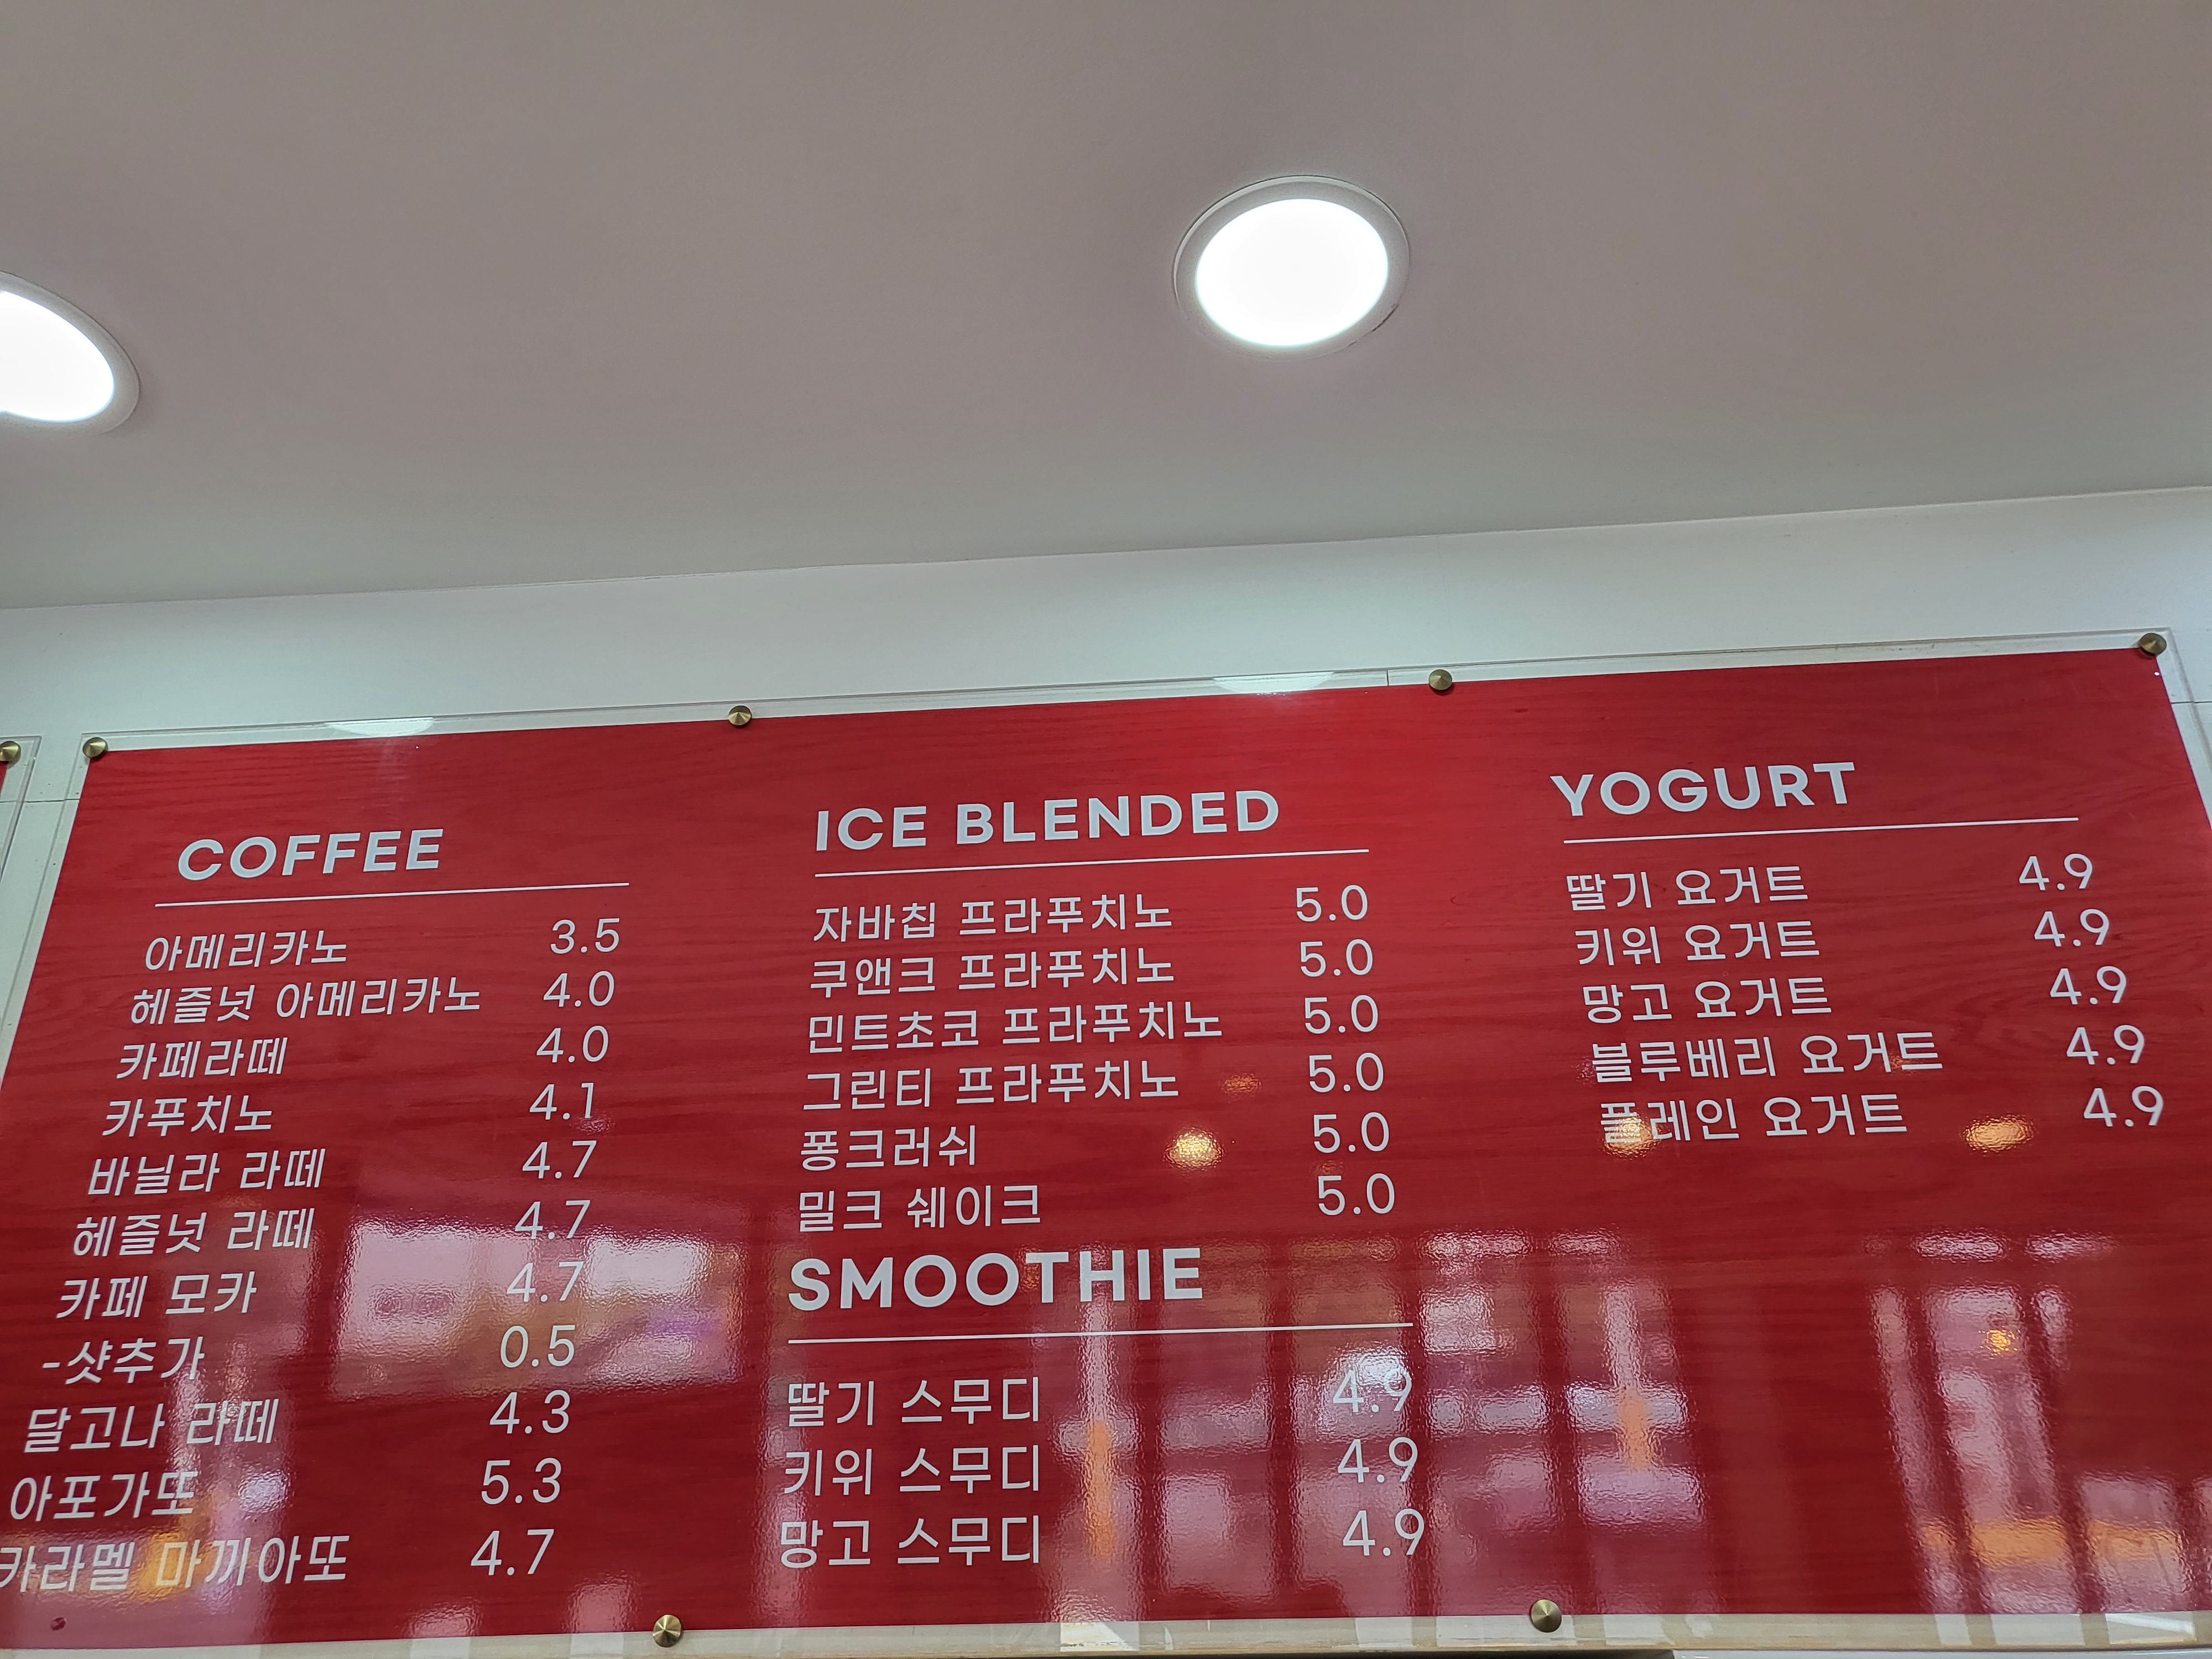 COFFEE
아메리카노 3.5
헤즐넛 아메리카노 4.0
카페라떼 4.0
카푸치노 4.1
바닐라 라떼 4.7
헤즐넛 라떼 4.7
카페 모카 4.7
-샷추가 0.5
달고나 라떼 4.3
아포가또 5.3
카라멜 마끼아또 4.7
ICE BLENDED
자바칩 프라푸치노 5.0
쿠앤크 프라푸치노 5.0
민트초코 프라푸치노 5.0
그린티 프라푸치노 5.0
퐁크러쉬 5.0
밀크 쉐이크 5.0
SMOOTHIE
딸기 스무디 4.9
키위 스무디 4.9
망고 스무디 4.9
YOGURT
딸기 요거트 4.9
키위 요거트 4.9
망고 요거트 4.9
블루베리 요거트 4.9
플레인 요거트 4.9